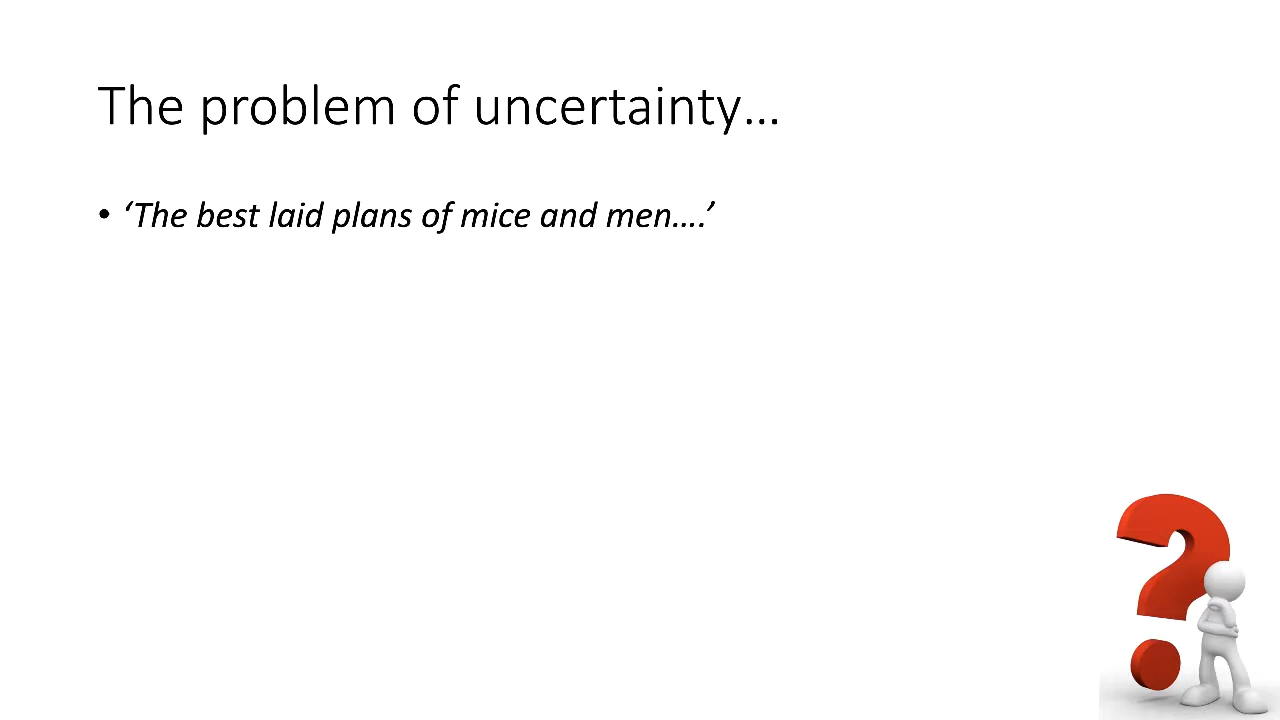 The problem of uncertainty…
• ‘The best laid plans of mice and men….’